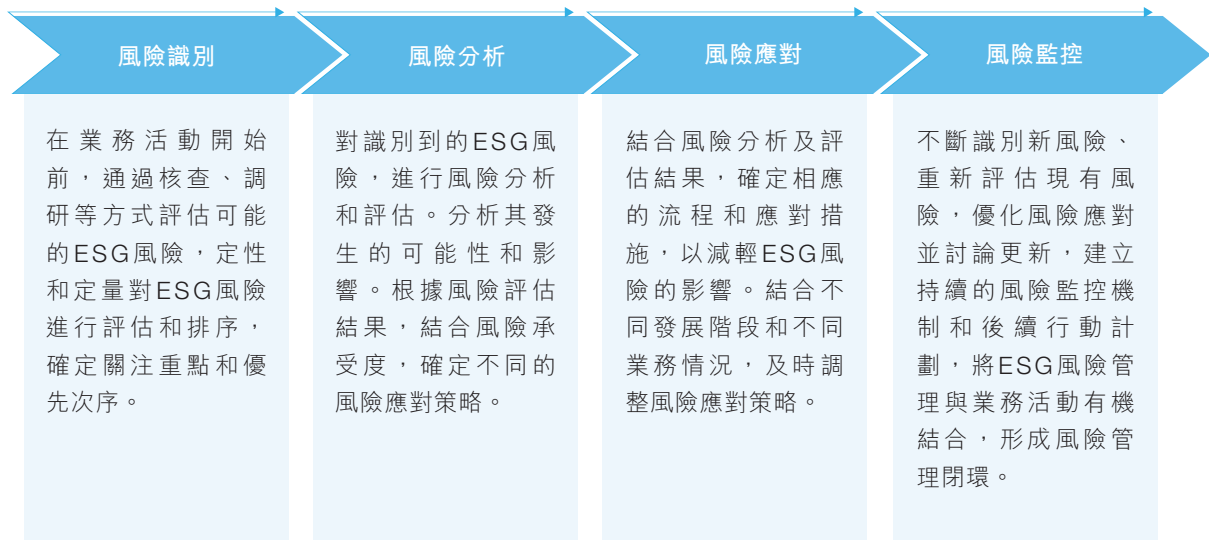 風險識別
在業務活動開始
前，通過核查、調
研等方式評估可能
的ESG風險，定性
和定量對ESG風險
進行評估和排序，
確定關注重點和優
先次序。
風險分析
對識別到的ESG風
險，進行風險分析
和評估。分析其發
生的可能性和影
響。根據風險評估
結果，結合風險承
受度，確定不同的
風險應對策略。
風險應對
結合風險分析及評
估結果，確定相應
的流程和應對措
施，以減輕ESG風
險的影響。結合不
同發展階段和不同
業務情況，及時調
整風險應對策略。
風險監控
不斷識別新風險、
重新評估現有風
險，優化風險應對
並討論更新，建立
持續的風險監控機
制和後續行動計
劃，將ESG風險管
理與業務活動有機
結合，形成風險管
理閉環。